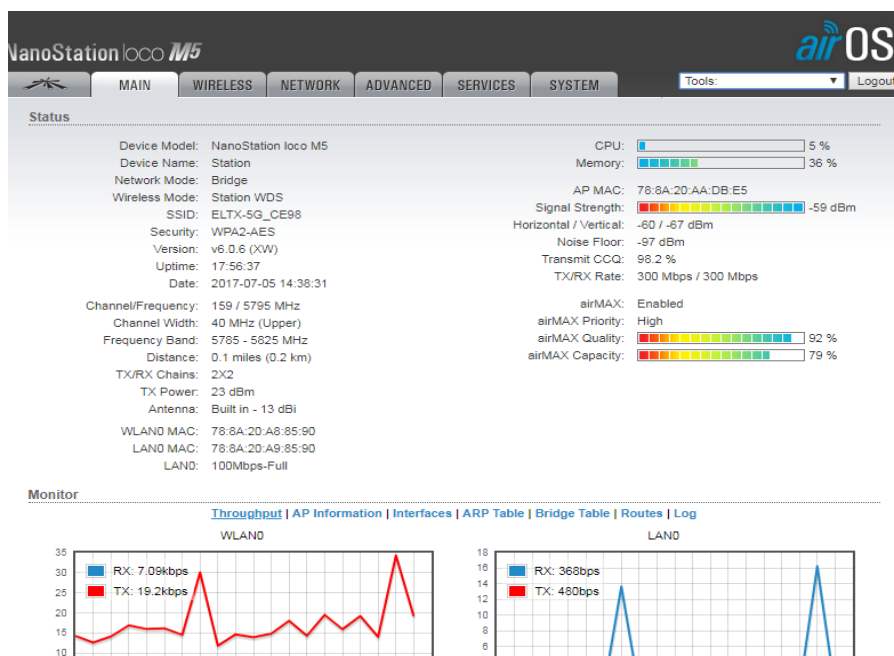 NanoStation loco M5
air OS
MAIN WIRELESS NETWORK ADVANCED SERVICES SYSTEM Tools: Logout
Status
Device Model: NanoStation loco M5
Device Name: Station
Network Mode: Bridge
Wireless Mode: Station WDS
SSID: ELTX-5G_CE98
Security: WPA2-AES
Version: v6.0.6 (XW)
Uptime: 17:56:37
Date: 2017-07-05 14:38:31
Channel/Frequency: 159 / 5795 MHz
Channel Width: 40 MHz (Upper)
Frequency Band: 5785 - 5825 MHz
Distance: 0.1 miles (0.2 km)
TX/RX Chains: 2X2
TX Power: 23 dBm
Antenna: Built in - 13 dBi
WLAN0 MAC: 78:8A:20:A8:85:90
LAN0 MAC: 78:8A:20:A9:85:90
LAN0: 100Mbps-Full
CPU: 5 %
Memory: 36 %
AP MAC: 78:8A:20:AA:DB:E5
Signal Strength: -59 dBm
Horizontal / Vertical: -60 / -67 dBm
Noise Floor: -97 dBm
Transmit CCQ: 98.2 %
TX/RX Rate: 300 Mbps / 300 Mbps
airMAX: Enabled
airMAX Priority: High
airMAX Quality: 92 %
airMAX Capacity: 79 %
Monitor
Throughput | AP Information | Interfaces | ARP Table | Bridge Table | Routes | Log
WLAN0
35
30
25
20
15
10
RX: 7.09kbps
TX: 19.2kbps
LAN0
18
16
14
12
10
8
6
RX: 368bps
TX: 480bps